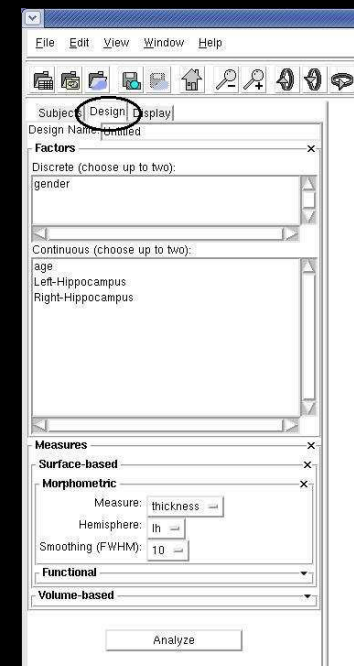 File Edit View Window Help
Subjects Design Display
Design Name: Untitled
Factors
Discrete (choose up to two):
gender
Continuous (choose up to two):
age
Left-Hippocampus
Right-Hippocampus
Measures
Surface-based
Morphometric
Measure: thickness
Hemisphere: lh
Smoothing (FWHM): 10
Functional
Volume-based
Analyze